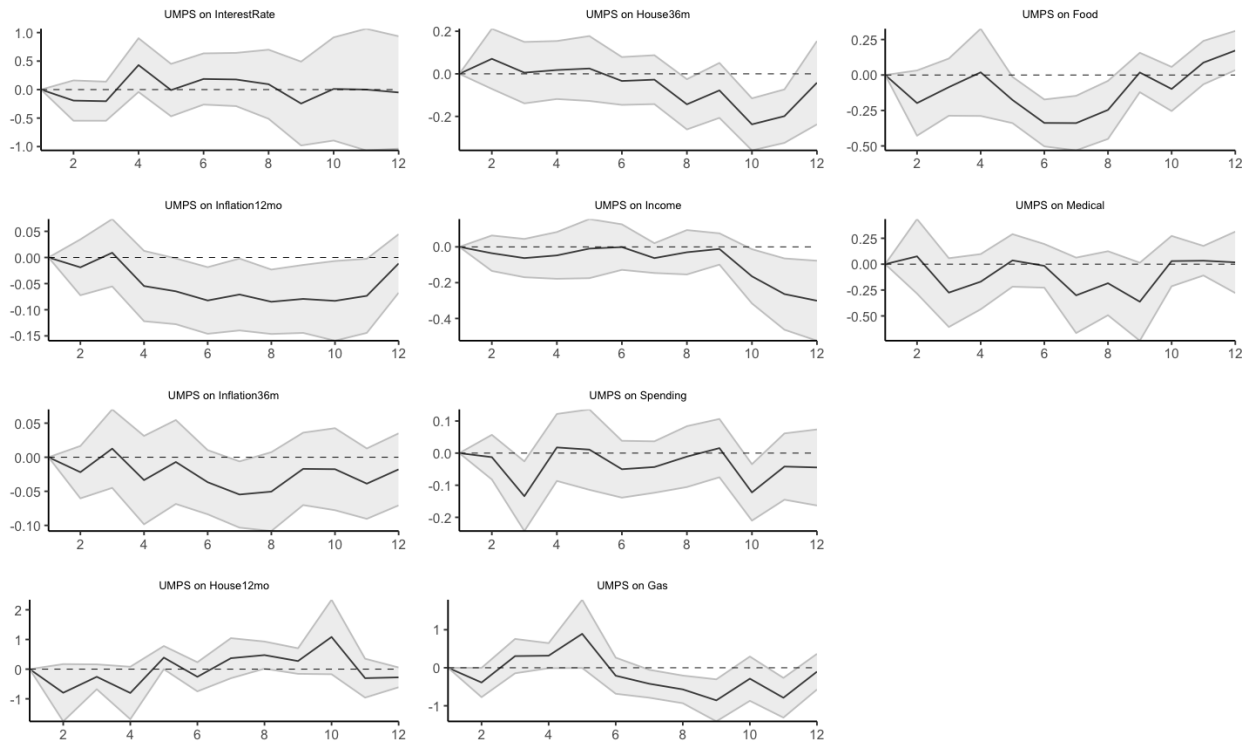 UMPS on InterestRate
1.0
0.5
0.0
-0.5
-1.0
2 4 6 8 10 12
UMPS on House36m
0.2
0.0
-0.2
2 4 6 8 10 12
UMPS on Food
0.25
0.00
-0.25
-0.50
2 4 6 8 10 12
UMPS on Inflation12mo
0.05
0.00
-0.05
-0.10
-0.15
2 4 6 8 10 12
UMPS on Income
0.0
-0.2
-0.4
2 4 6 8 10 12
UMPS on Medical
0.25
0.00
-0.25
-0.50
2 4 6 8 10 12
UMPS on Inflation36m
0.05
0.00
-0.05
-0.10
2 4 6 8 10 12
UMPS on Spending
0.1
0.0
-0.1
-0.2
2 4 6 8 10 12
UMPS on House12mo
2
1
0
-1
2 4 6 8 10 12
UMPS on Gas
1
0
-1
2 4 6 8 10 12